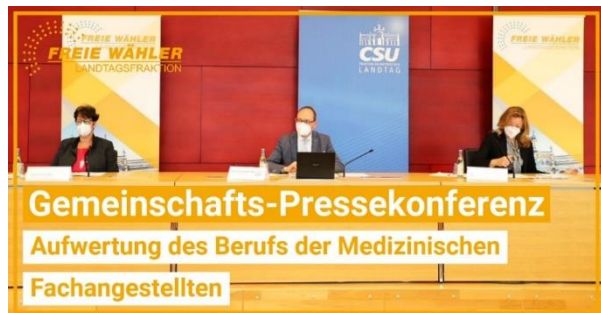 FREIE WÄHLER
FREIE WÄHLER
LANDTAGSFRAKTION
CSU
LANDTAG
FREIE WÄHLER
Gemeinschafts-Pressekonferenz
Aufwertung des Berufs der Medizinischen
Fachangestellten